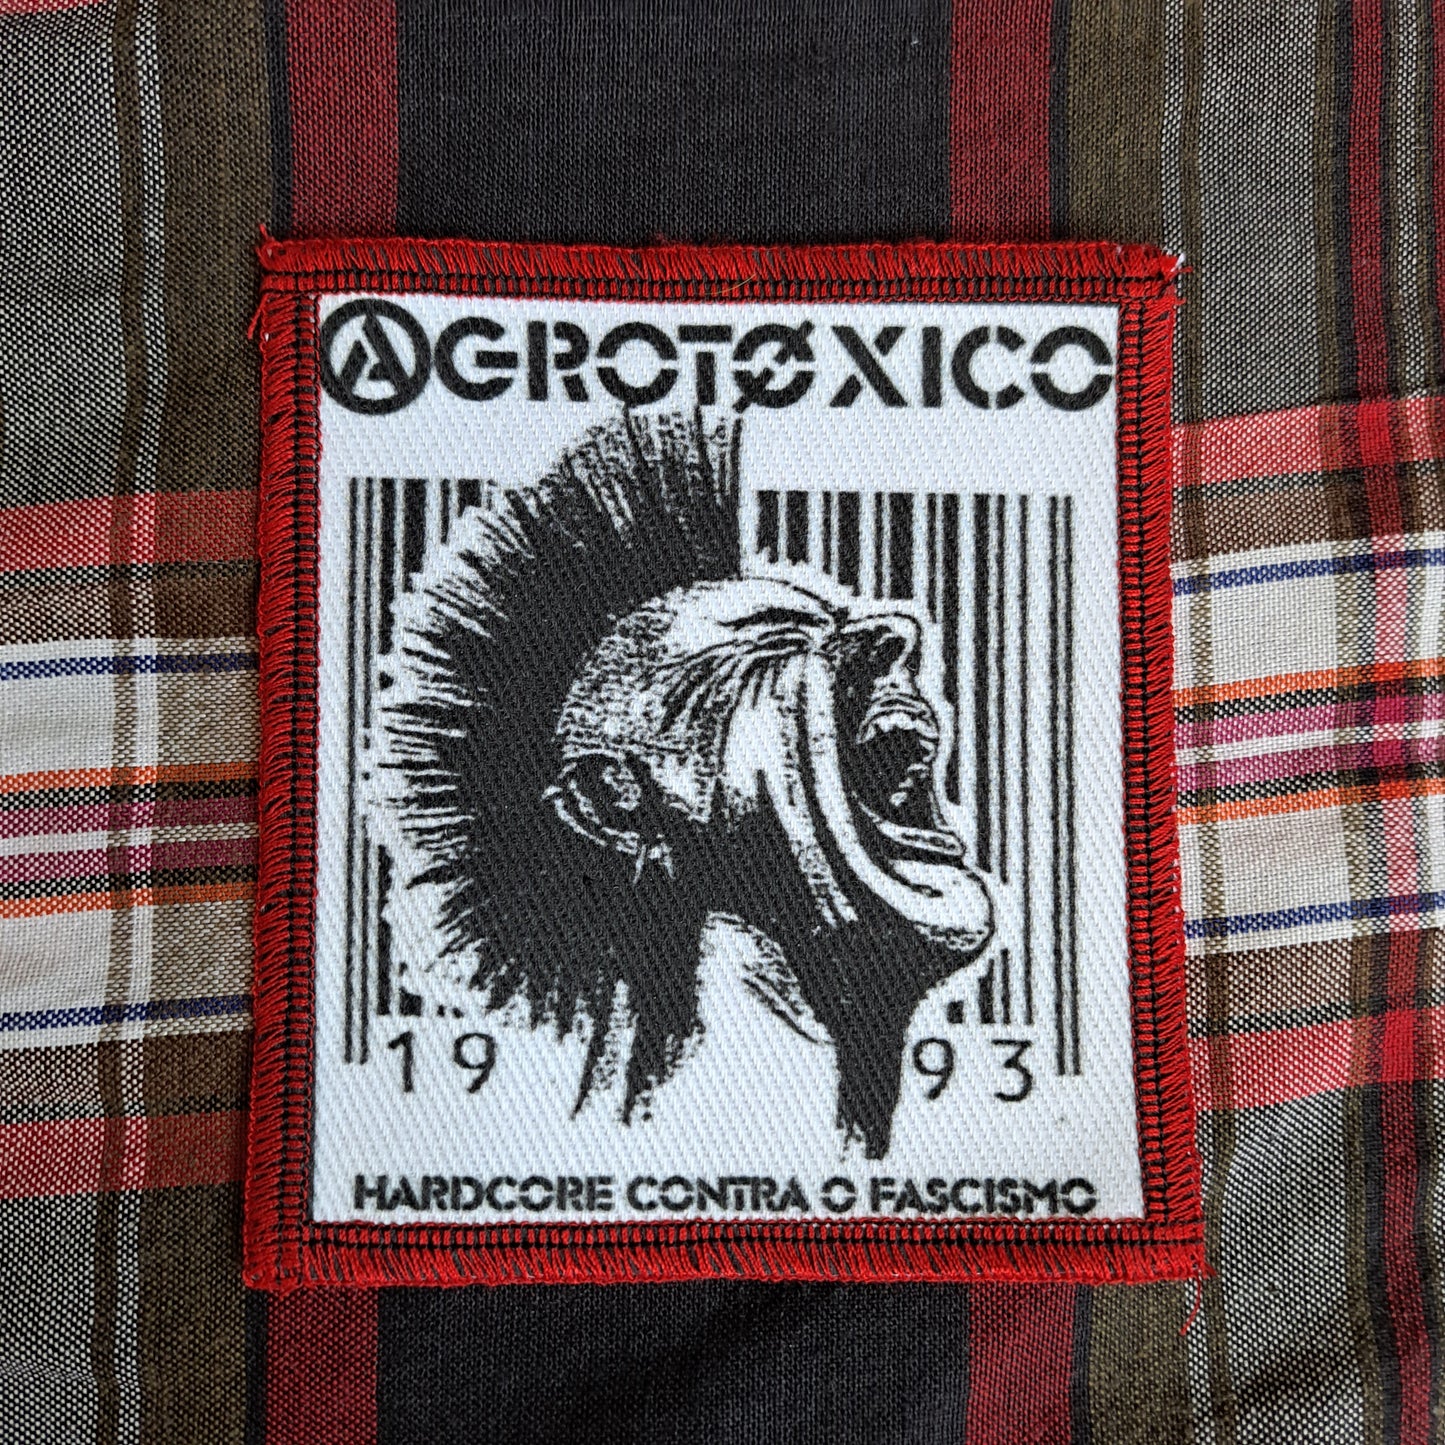 AGROTØXICO
19 93
HARDCORE CONTRA O FASCISMO